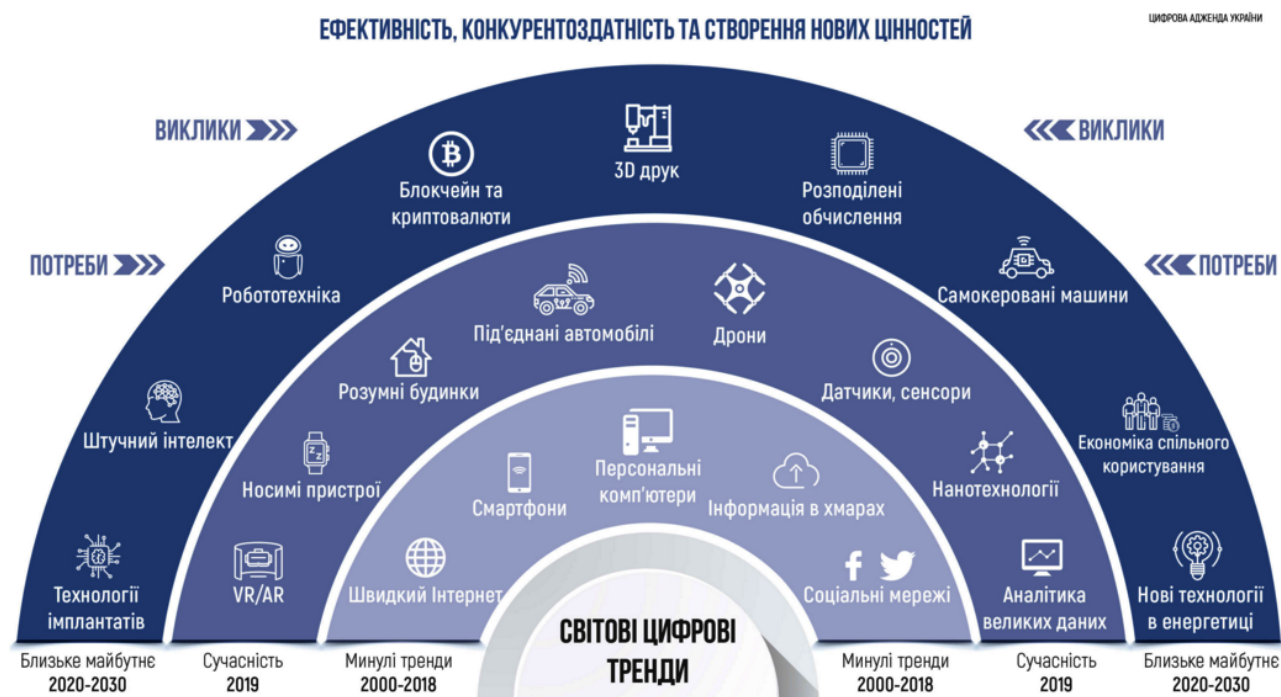 ЕФЕКТИВНІСТЬ, КОНКУРЕНТОЗДАТНІСТЬ ТА СТВОРЕННЯ НОВИХ ЦІННОСТЕЙ
ЦИФРОВА АДЖЕНДА УКРАЇНИ
ВИКЛИКИ
ВИКЛИКИ
ПОТРЕБИ
ПОТРЕБИ
3D друк
Блокчейн та
криптовалюти
Розподілені
обчислення
Робототехніка
Самокеровані машини
Штучний інтелект
Економіка спільного
користування
Технології
імплантатів
Нові технології
в енергетиці
Під'єднані автомобілі
Дрони
Розумні будинки
Датчики, сенсори
Носимі пристрої
Нанотехнології
VR/AR
Аналітика
великих даних
Персональні
комп'ютери
Смартфони
Інформація в хмарах
Швидкий Інтернет
Соціальні мережі
СВІТОВІ ЦИФРОВІ
ТРЕНДИ
Близьке майбутнє
2020-2030
Сучасність
2019
Минулі тренди
2000-2018
Минулі тренди
2000-2018
Сучасність
2019
Близьке майбутнє
2020-2030